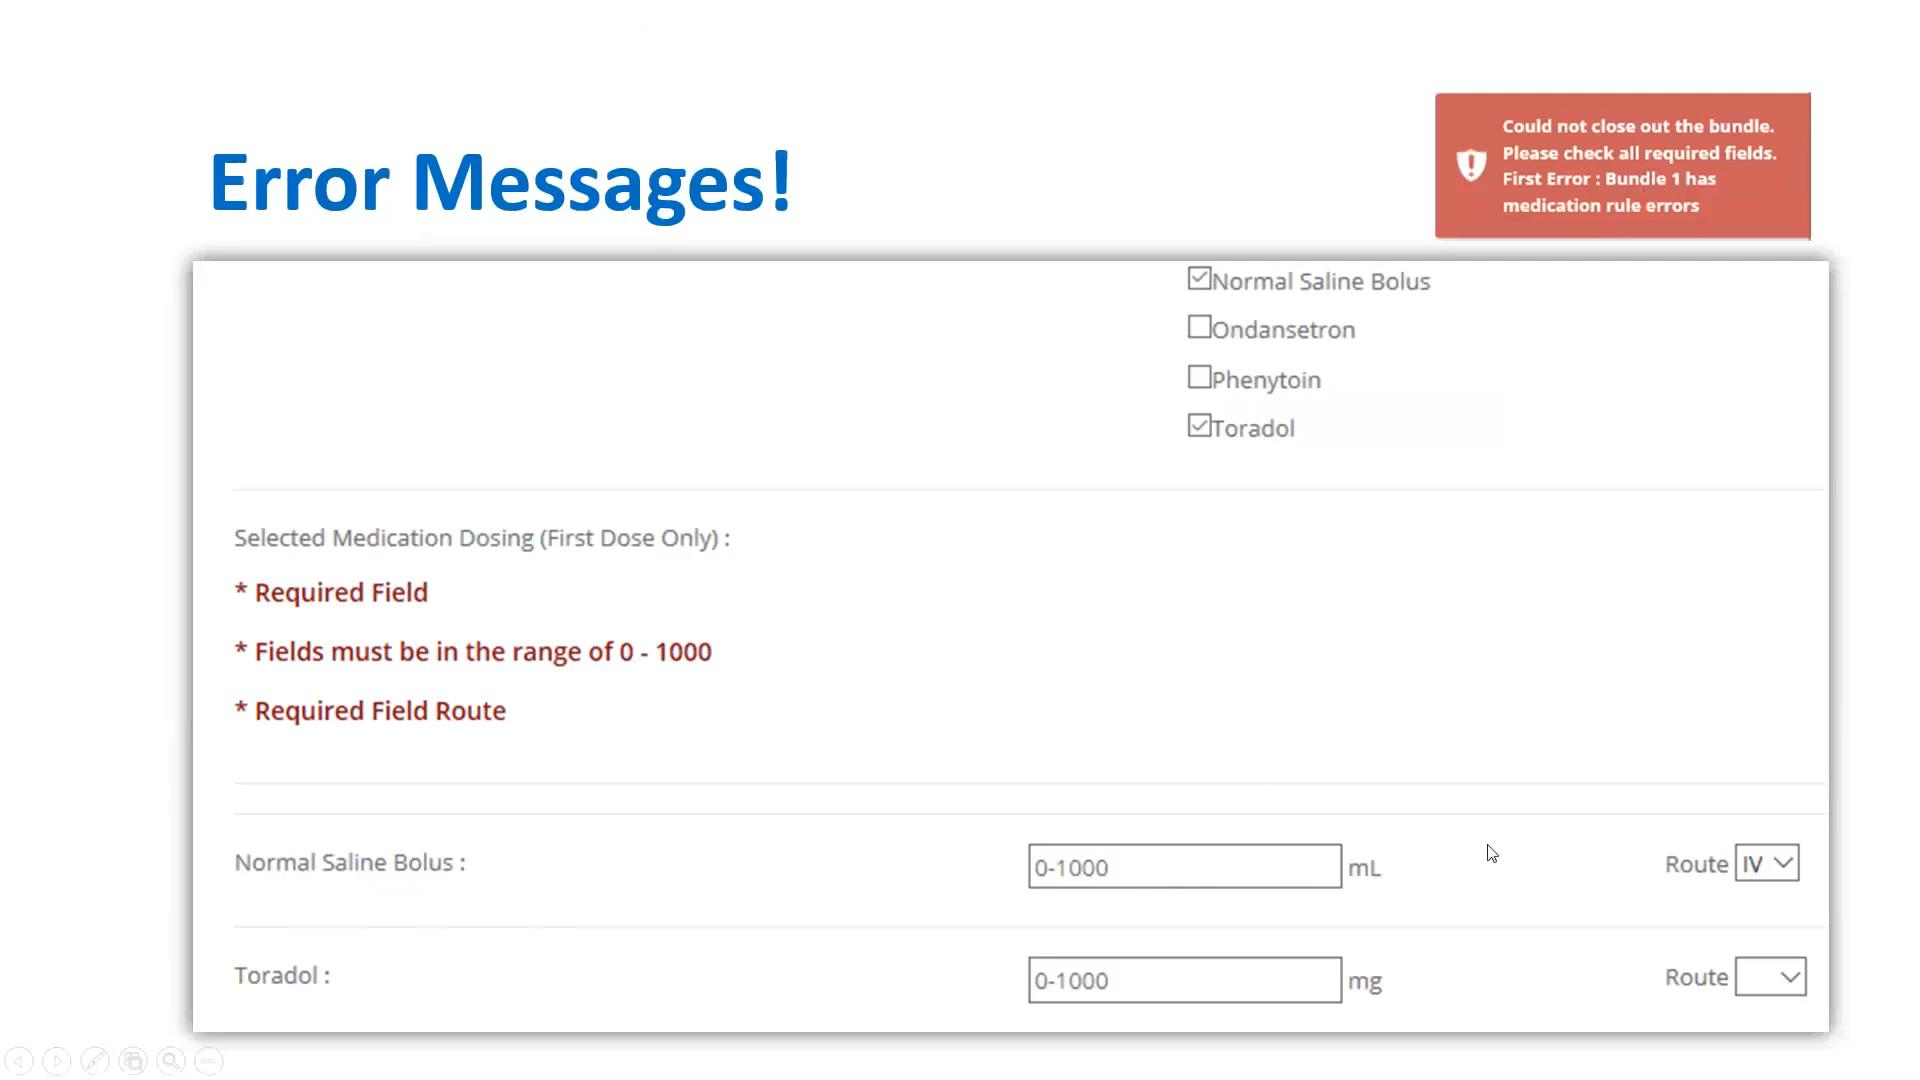 Could not close out the bundle.
Please check all required fields.
First Error : Bundle 1 has
medication rule errors
Error Messages!
Normal Saline Bolus
Ondansetron
Phenytoin
Toradol
Selected Medication Dosing (First Dose Only) :
* Required Field
* Fields must be in the range of 0 - 1000
* Required Field Route
Normal Saline Bolus : 0-1000 mL Route IV
Toradol : 0-1000 mg Route